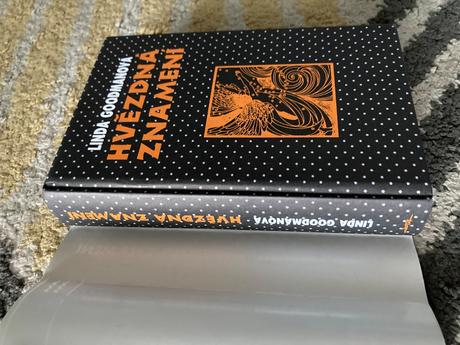 LINDA GOODMANOVÁ
HVĚZDNÁ
ZNAMENÍ
LINDA GOODMANOVÁ HVĚZDNÁ ZNAMENÍ